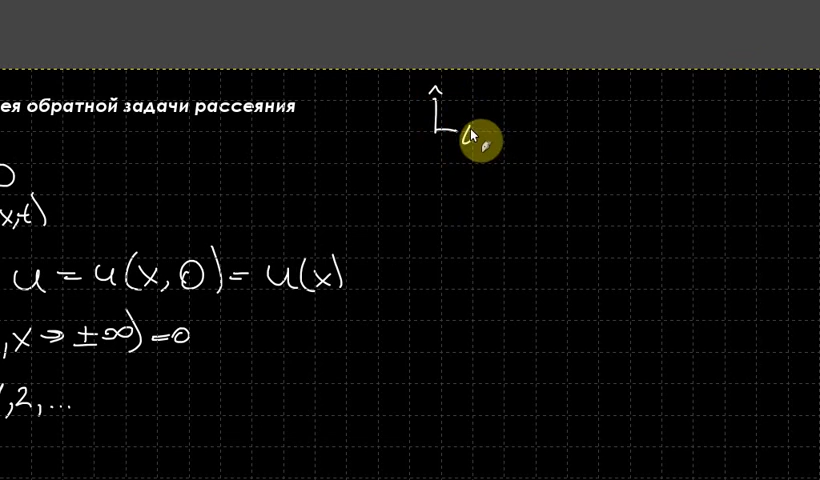 ея обратной задачи рассеяния
L̂
0
x,t)
u = u(x, 0) = u(x)
, x → ±∞) = 0
, 2, ...